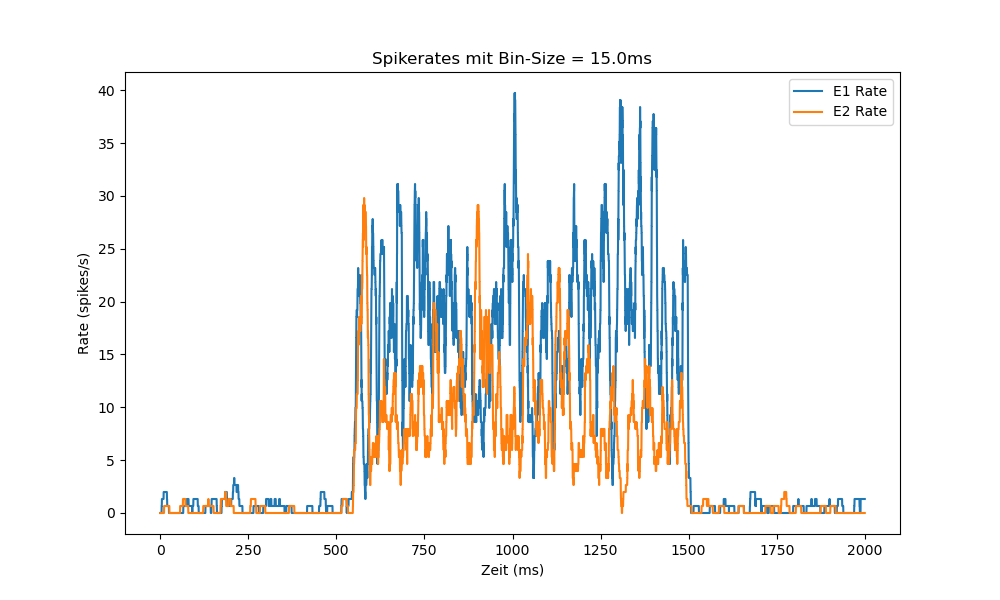 Spikerates mit Bin-Size = 15.0ms
E1 Rate
E2 Rate
Rate (spikes/s)
40
35
30
25
20
15
10
5
0
0 250 500 750 1000 1250 1500 1750 2000
Zeit (ms)